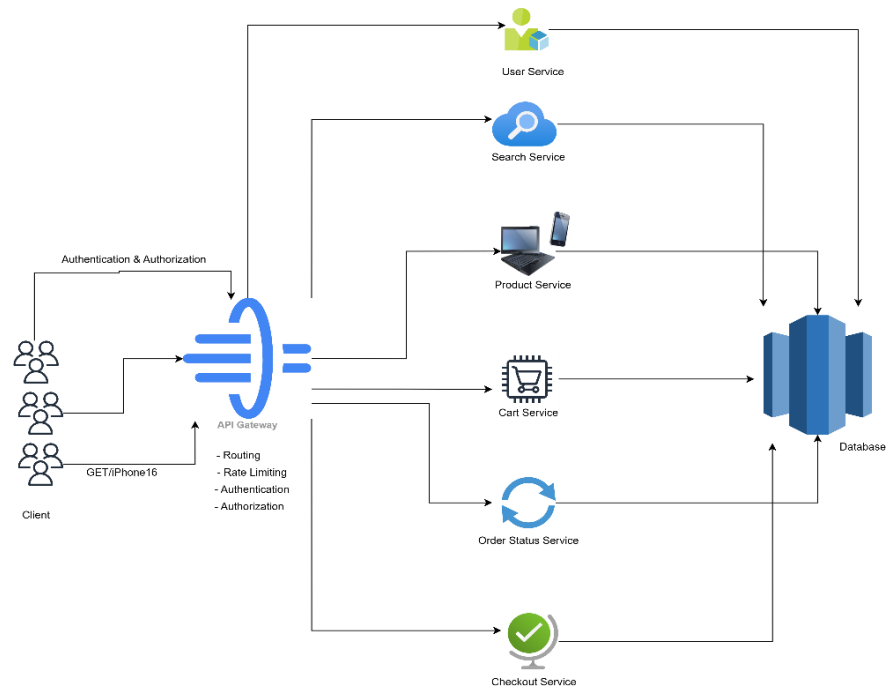 User Service
Search Service
Authentication & Authorization
Product Service
API Gateway
Cart Service
Database
- Routing
- Rate Limiting
- Authentication
- Authorization
GET/iPhone16
Client
Order Status Service
Checkout Service